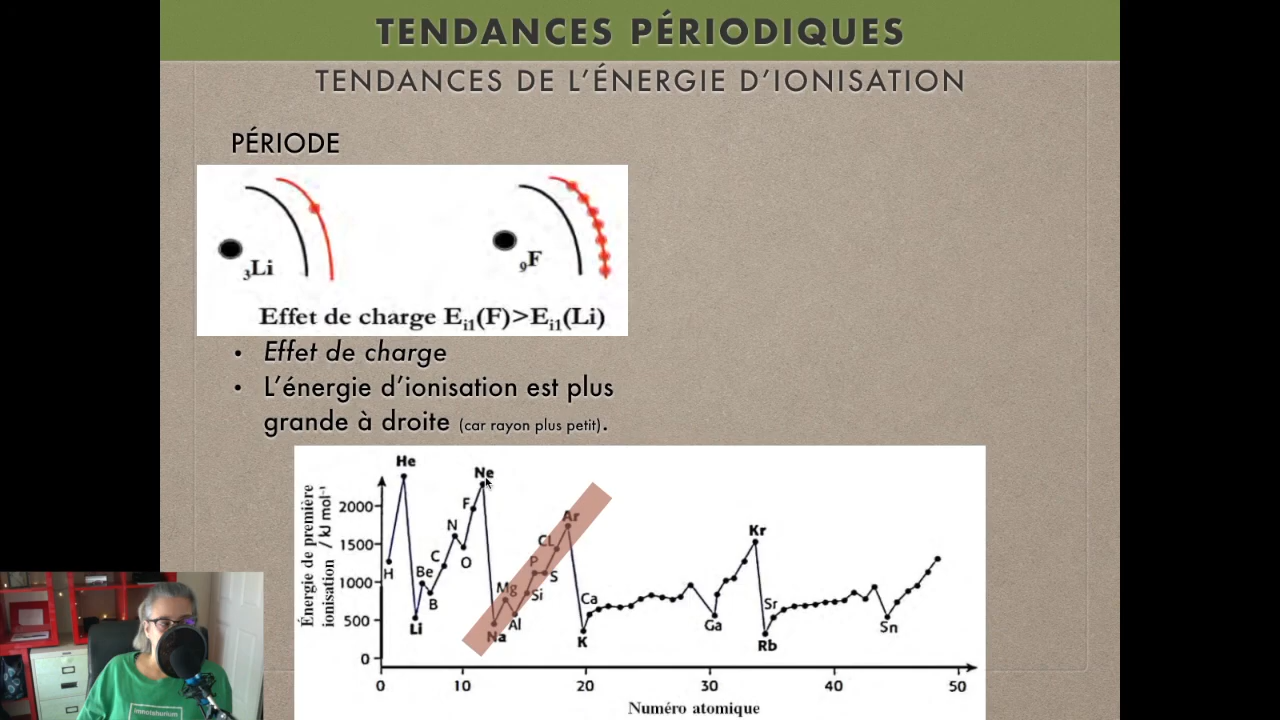 TENDANCES PÉRIODIQUES
TENDANCES DE L'ÉNERGIE D'IONISATION
PÉRIODE
₃Li
₉F
Effet de charge Eᵢ₁(F)>Eᵢ₁(Li)
• Effet de charge
• L'énergie d'ionisation est plus
grande à droite (car rayon plus petit).
Énergie de première
ionisation / kJ mol⁻¹
2000
1500
1000
500
0
He
H
Li
Be
B
C
N
O
F
Ne
Na
Mg
Al
Si
P
S
CL
Ar
K
Ca
Ga
Kr
Rb
Sr
Sn
0 10 20 30 40 50
Numéro atomique